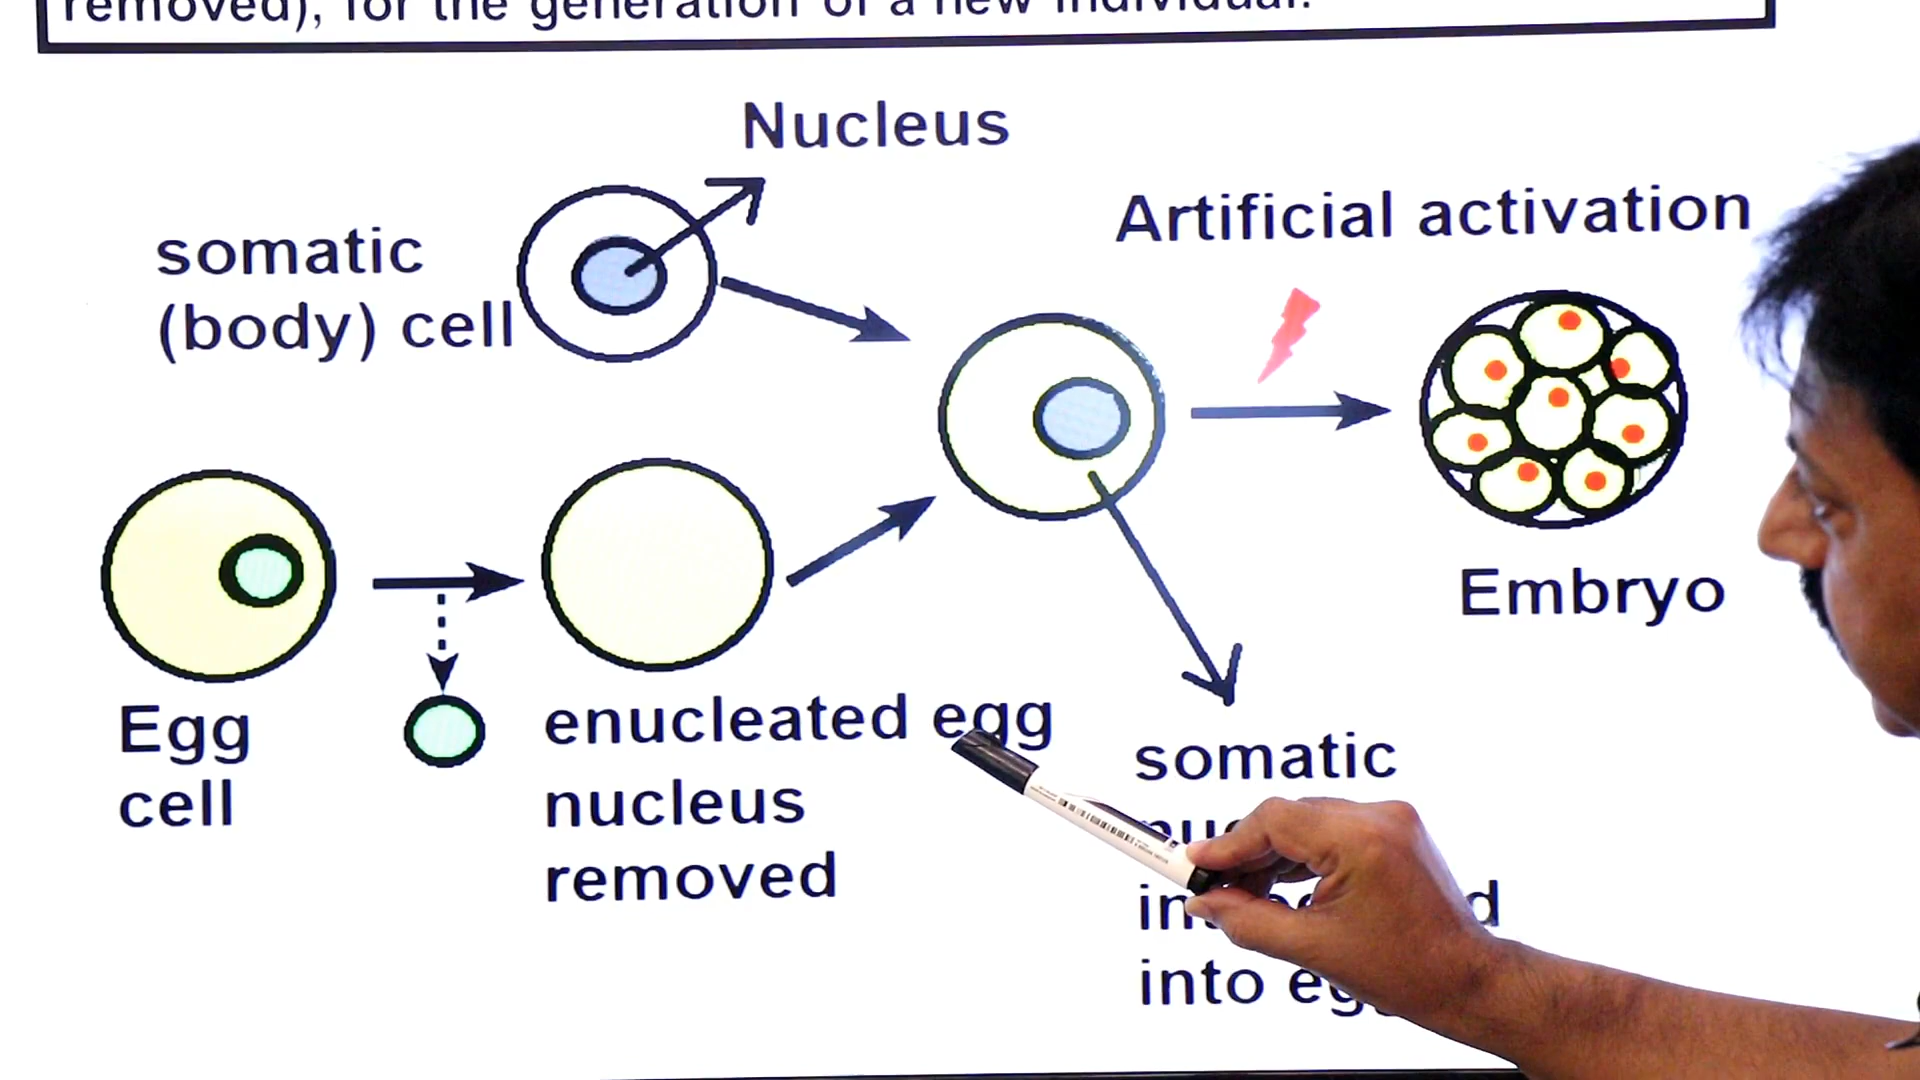 removed), for the generation of a new individual.
Nucleus
somatic
(body) cell
Artificial activation
Embryo
Egg
cell
enucleated egg
nucleus
removed
somatic
into